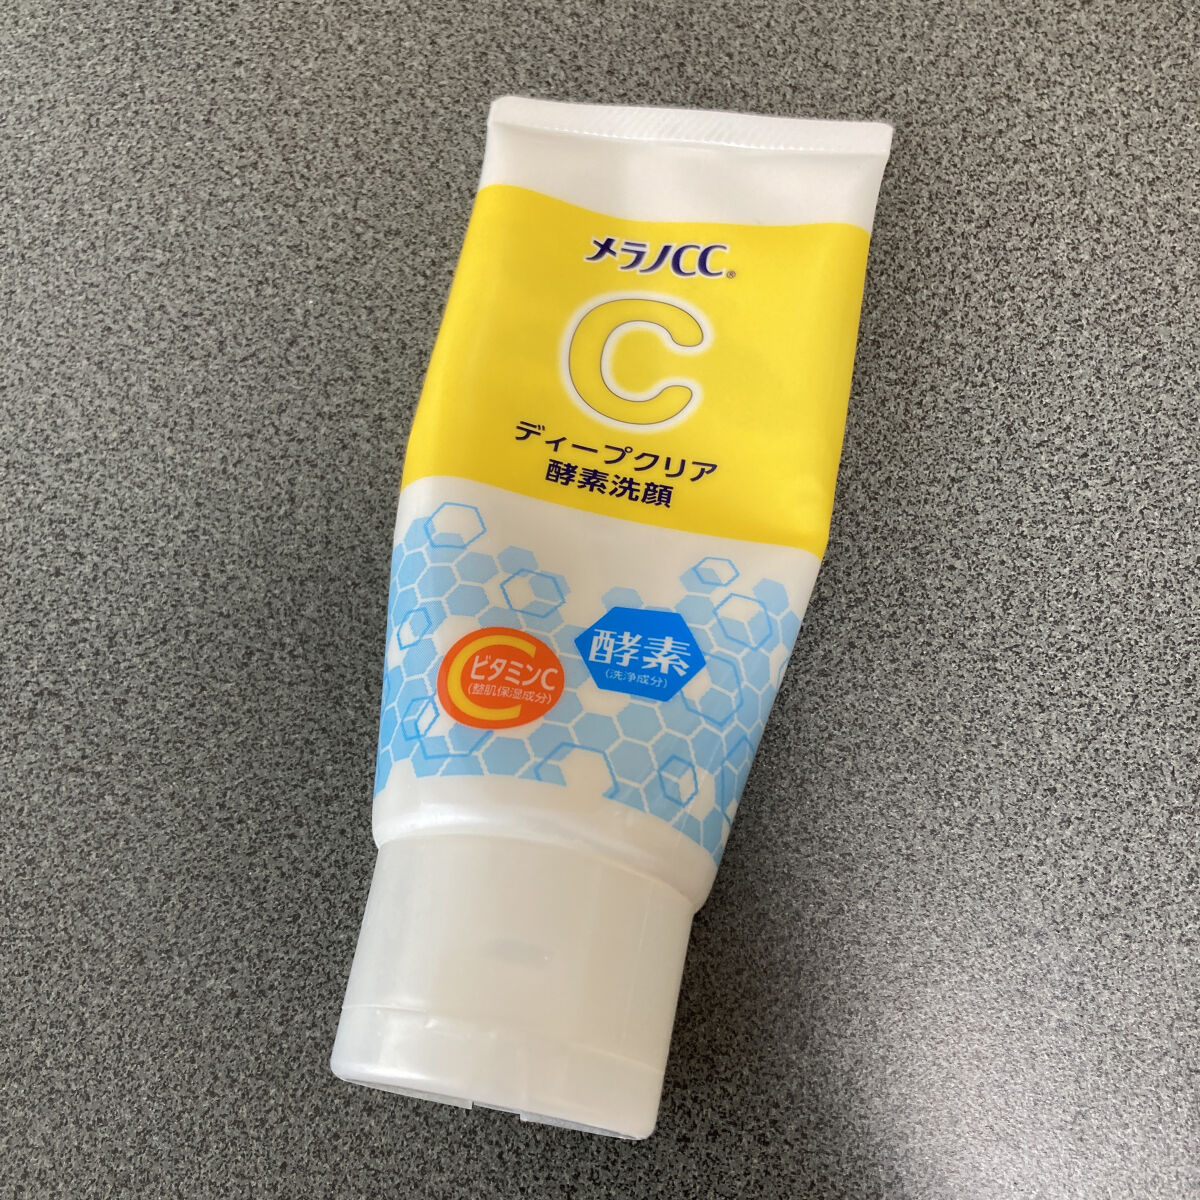 メラノCC®
C
ディープクリア
酵素洗顔
酵素
(洗浄成分)
C
ビタミンC
(整肌保湿成分)